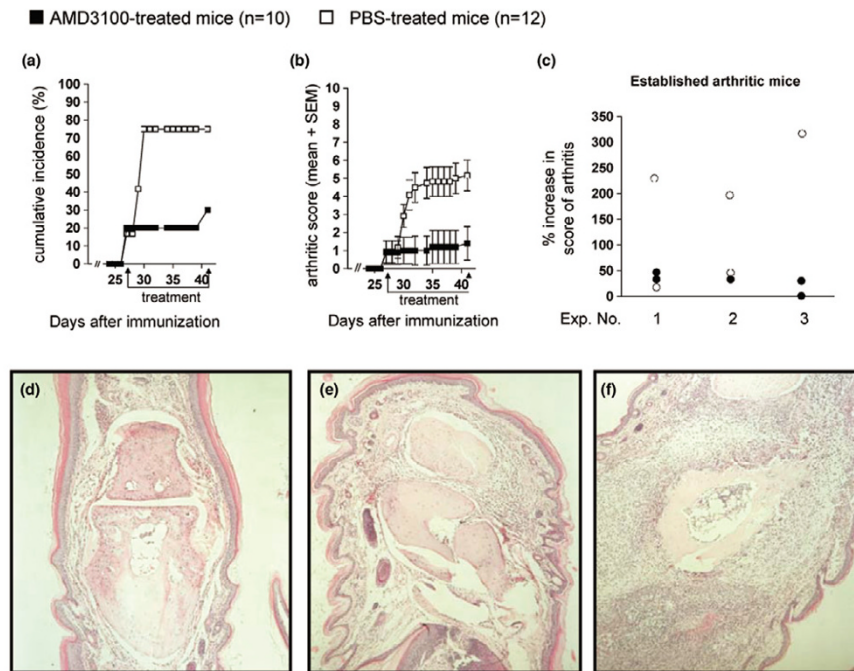 ■ AMD3100-treated mice (n=10) □ PBS-treated mice (n=12)
(a)
cumulative incidence (%)
100
90
80
70
60
50
40
30
20
10
0
//
25 30 35 40
treatment
Days after immunization
(b)
arthritic score (mean + SEM)
10
9
8
7
6
5
4
3
2
1
0
//
***
25 30 35 40
treatment
Days after immunization
(c)
Established arthritic mice
% increase in
score of arthritis
350
300
250
200
150
100
50
0
Exp. No. 1 2 3
(d)
(e)
(f)